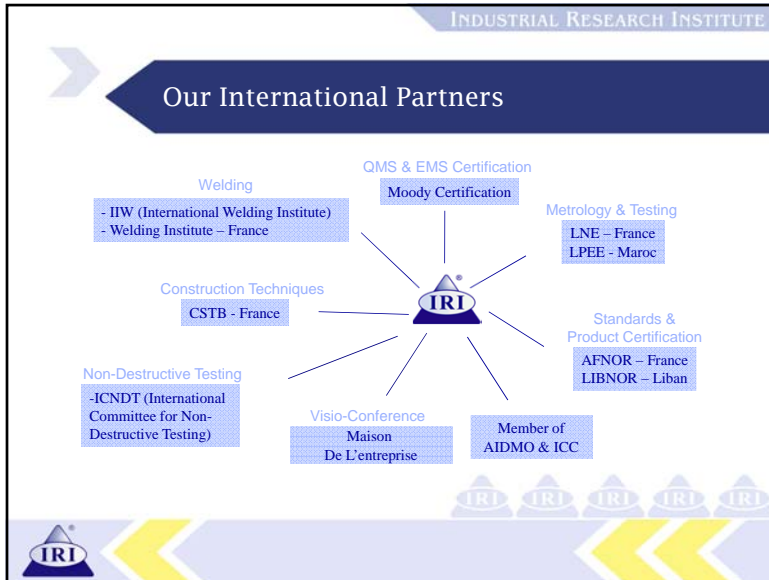 INDUSTRIAL RESEARCH INSTITUTE
Our International Partners
QMS & EMS Certification
Moody Certification
Welding
- IIW (International Welding Institute)
- Welding Institute – France
Metrology & Testing
LNE – France
LPEE - Maroc
Construction Techniques
CSTB - France
IRI
®
Standards &
Product Certification
AFNOR – France
LIBNOR – Liban
Non-Destructive Testing
-ICNDT (International
Committee for Non-
Destructive Testing)
Visio-Conference
Maison
De L'entreprise
Member of
AIDMO & ICC
IRI IRI IRI IRI IRI
IRI